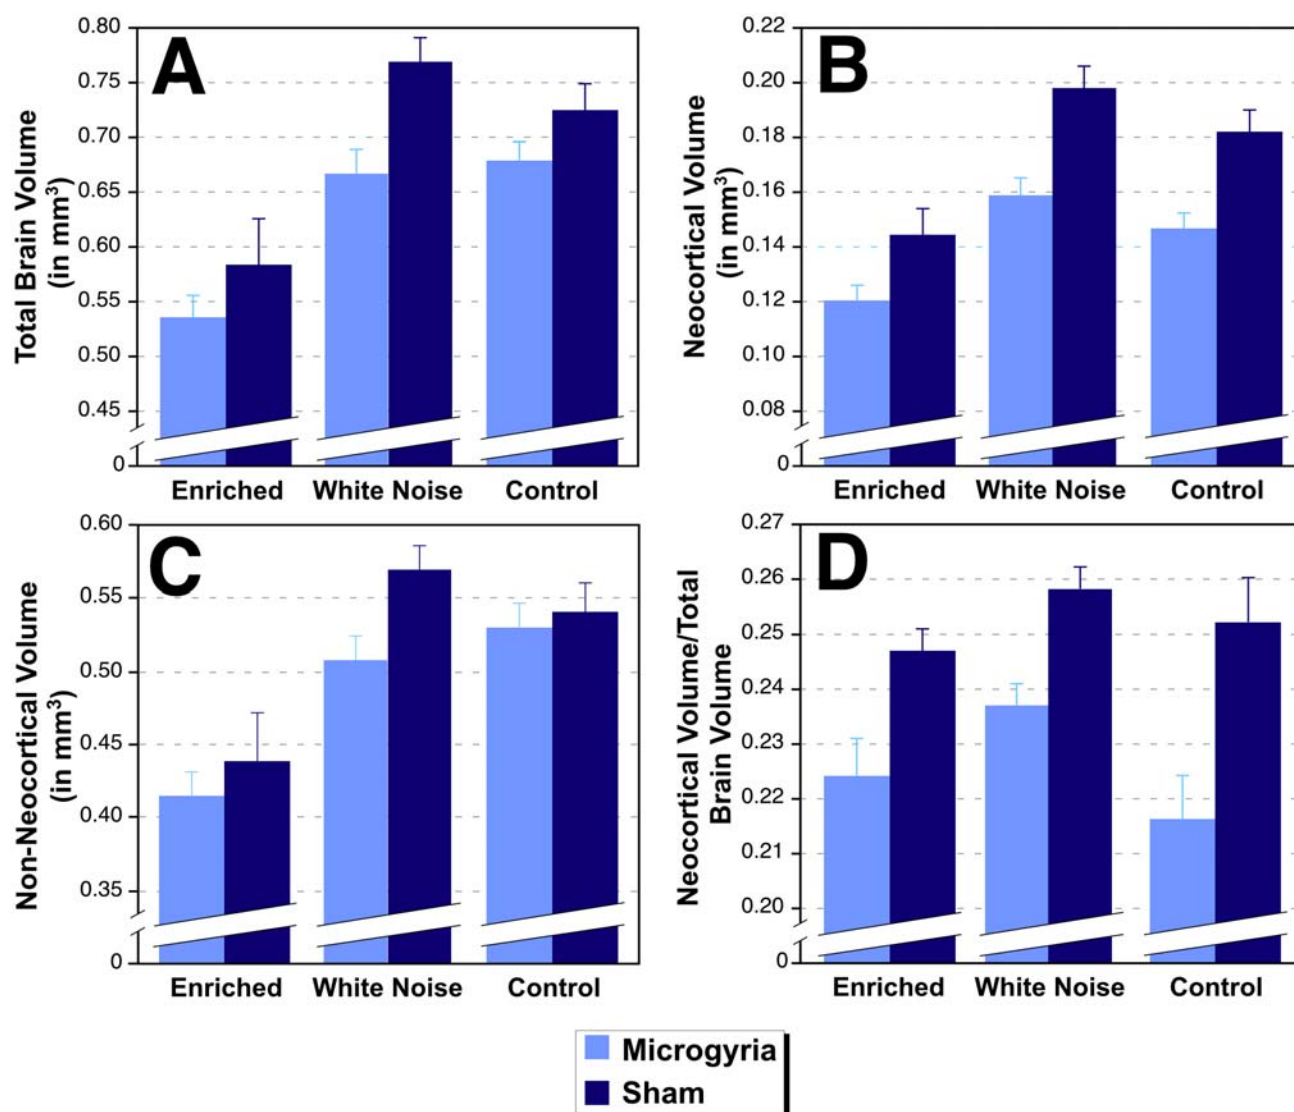 A
Total Brain Volume
(in mm³)
0.80
0.75
0.70
0.65
0.60
0.55
0.50
0.45
0
Enriched White Noise Control
B
Neocortical Volume
(in mm³)
0.22
0.20
0.18
0.16
0.14
0.12
0.10
0.08
0
Enriched White Noise Control
C
Non-Neocortical Volume
(in mm³)
0.60
0.55
0.50
0.45
0.40
0.35
0
Enriched White Noise Control
D
Neocortical Volume/Total
Brain Volume
0.27
0.26
0.25
0.24
0.23
0.22
0.21
0.20
0
Enriched White Noise Control
Microgyria
Sham